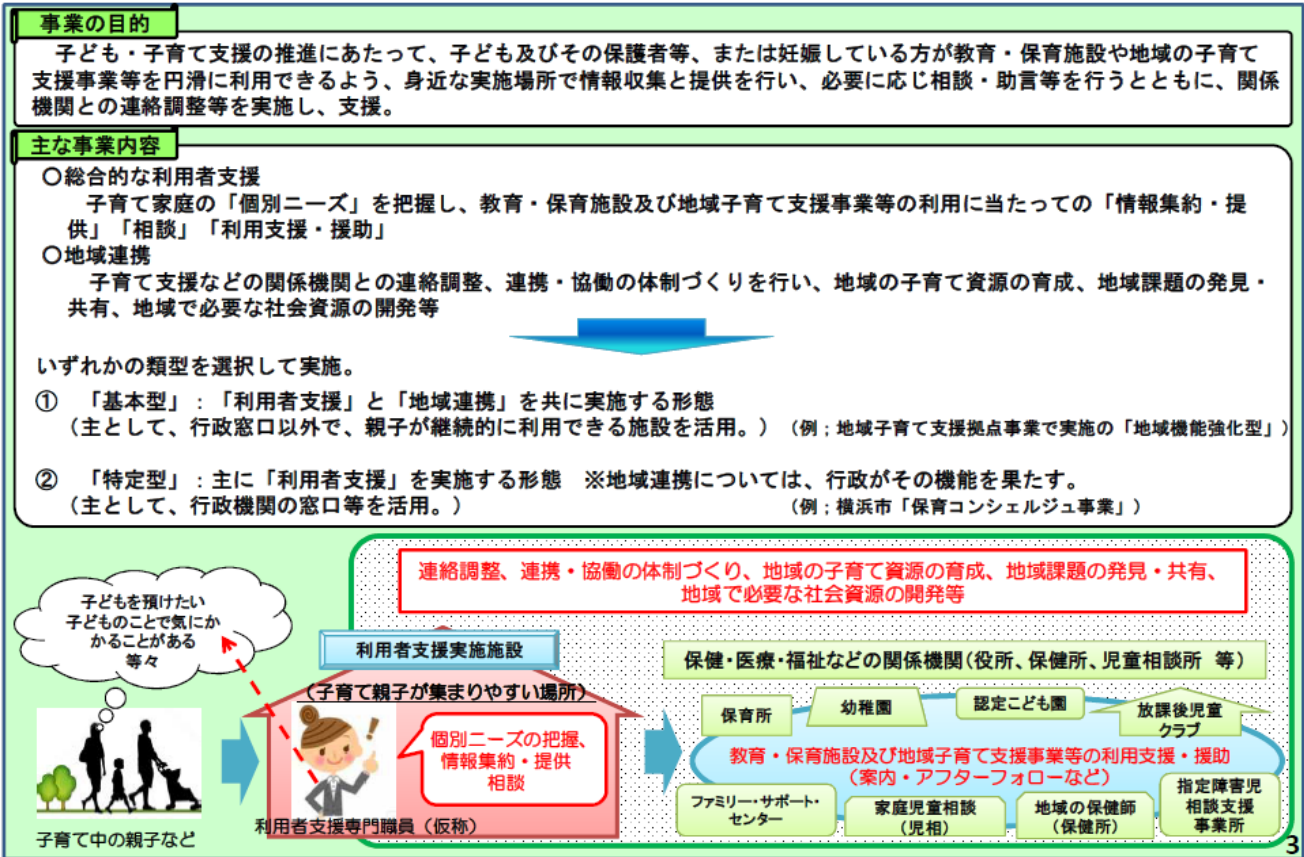 事業の目的
子ども・子育て支援の推進にあたって、子ども及びその保護者等、または妊娠している方が教育・保育施設や地域の子育て
支援事業等を円滑に利用できるよう、身近な実施場所で情報収集と提供を行い、必要に応じ相談・助言等を行うとともに、関係
機関との連絡調整等を実施し、支援。
主な事業内容
○総合的な利用者支援
子育て家庭の「個別ニーズ」を把握し、教育・保育施設及び地域子育て支援事業等の利用に当たっての「情報集約・提
供」「相談」「利用支援・援助」
○地域連携
子育て支援などの関係機関との連絡調整、連携・協働の体制づくりを行い、地域の子育て資源の育成、地域課題の発見・
共有、地域で必要な社会資源の開発等
いずれかの類型を選択して実施。
① 「基本型」：「利用者支援」と「地域連携」を共に実施する形態
（主として、行政窓口以外で、親子が継続的に利用できる施設を活用。）（例；地域子育て支援拠点事業で実施の「地域機能強化型」）
② 「特定型」：主に「利用者支援」を実施する形態 ※地域連携については、行政がその機能を果たす。
（主として、行政機関の窓口等を活用。） （例；横浜市「保育コンシェルジュ事業」）
連絡調整、連携・協働の体制づくり、地域の子育て資源の育成、地域課題の発見・共有、
地域で必要な社会資源の開発等
子どもを預けたい
子どものことで気にか
かることがある
等々
子育て中の親子など
利用者支援実施施設
（子育て親子が集まりやすい場所）
個別ニーズの把握、
情報集約・提供
相談
利用者支援専門職員（仮称）
保健・医療・福祉などの関係機関（役所、保健所、児童相談所 等）
保育所
幼稚園
認定こども園
放課後児童
クラブ
教育・保育施設及び地域子育て支援事業等の利用支援・援助
（案内・アフターフォローなど）
ファミリー・サポート・
センター
家庭児童相談
（児相）
地域の保健師
（保健所）
指定障害児
相談支援
事業所
3